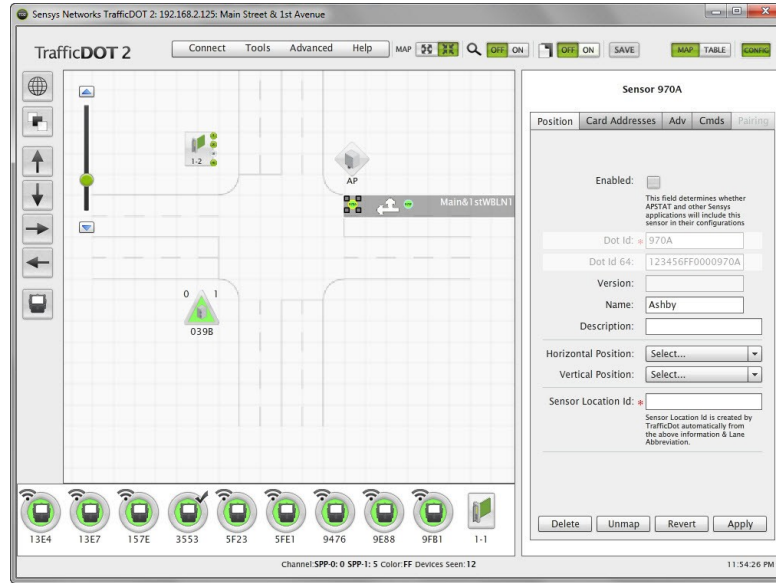 Sensys Networks TrafficDOT 2: 192.168.2.125: Main Street & 1st Avenue
TrafficDOT 2
Connect Tools Advanced Help MAP OFF ON OFF ON SAVE MAP TABLE CONFIG
Sensor 970A
Position Card Addresses Adv Cmds Pairing
1-2
AP
Main&1stWBLN1
0 1
039B
Enabled:
This field determines whether
APSTAT and other Sensys
applications will include this
sensor in their configurations
Dot Id: * 970A
Dot Id 64: 123456FF0000970A
Version:
Name: Ashby
Description:
Horizontal Position: Select...
Vertical Position: Select...
Sensor Location Id: *
Sensor Location Id is created by
TrafficDot automatically from
the above information & Lane
Abbreviation.
Delete Unmap Revert Apply
13E4 13E7 157E 3553 5F23 5FE1 9476 9E88 9FB1 1-1
Channel:SPP-0: 0 SPP-1: 5 Color:FF Devices Seen:12
11:54:26 PM